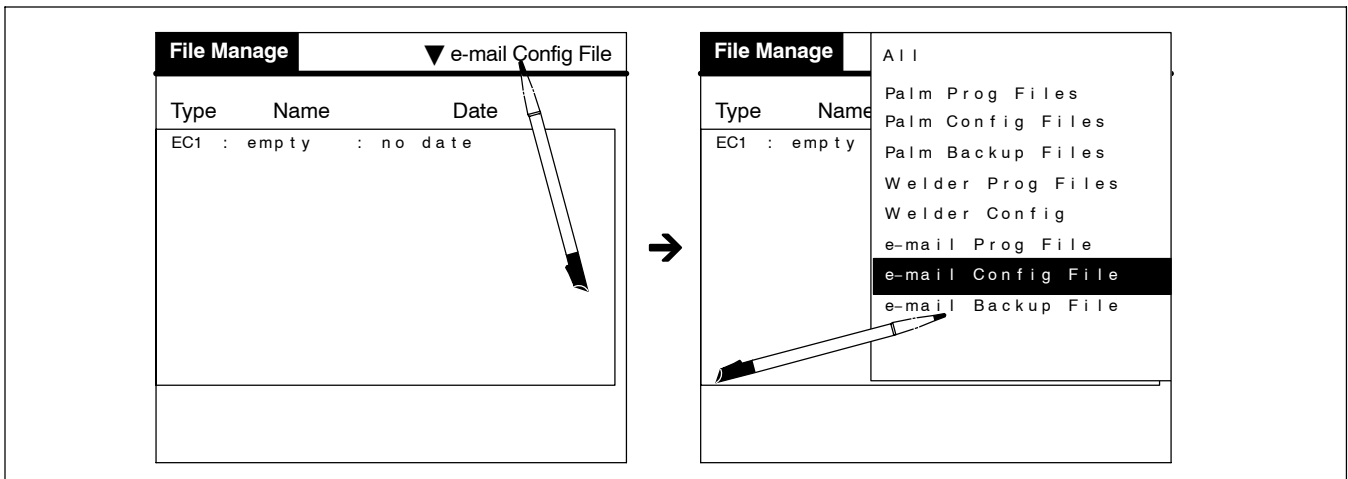 File Manage ▼ e-mail Config File
Type Name Date
EC1 : empty : no date
➔
File Manage
Type Name
EC1 : empty
All
Palm Prog Files
Palm Config Files
Palm Backup Files
Welder Prog Files
Welder Config
e-mail Prog File
e-mail Config File
e-mail Backup File